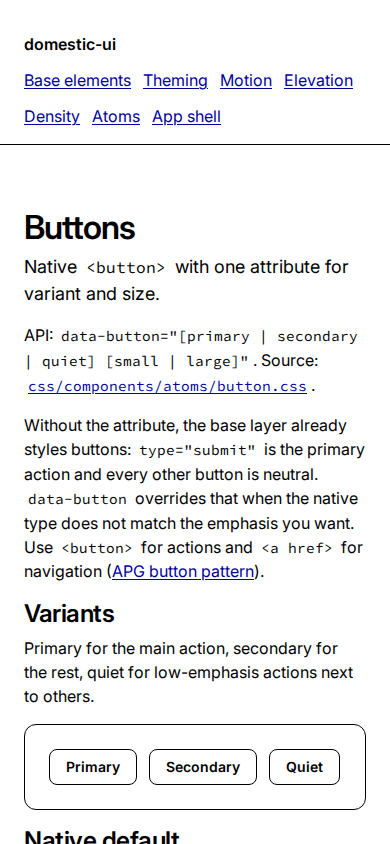 domestic-ui
Base elements Theming Motion Elevation
Density Atoms App shell
Buttons
Native <button> with one attribute for
variant and size.
API: data-button="[primary | secondary
| quiet] [small | large]" . Source:
css/components/atoms/button.css .
Without the attribute, the base layer already
styles buttons: type="submit" is the primary
action and every other button is neutral.
data-button overrides that when the native
type does not match the emphasis you want.
Use <button> for actions and <a href> for
navigation (APG button pattern).
Variants
Primary for the main action, secondary for
the rest, quiet for low-emphasis actions next
to others.
Primary Secondary Quiet
Native default